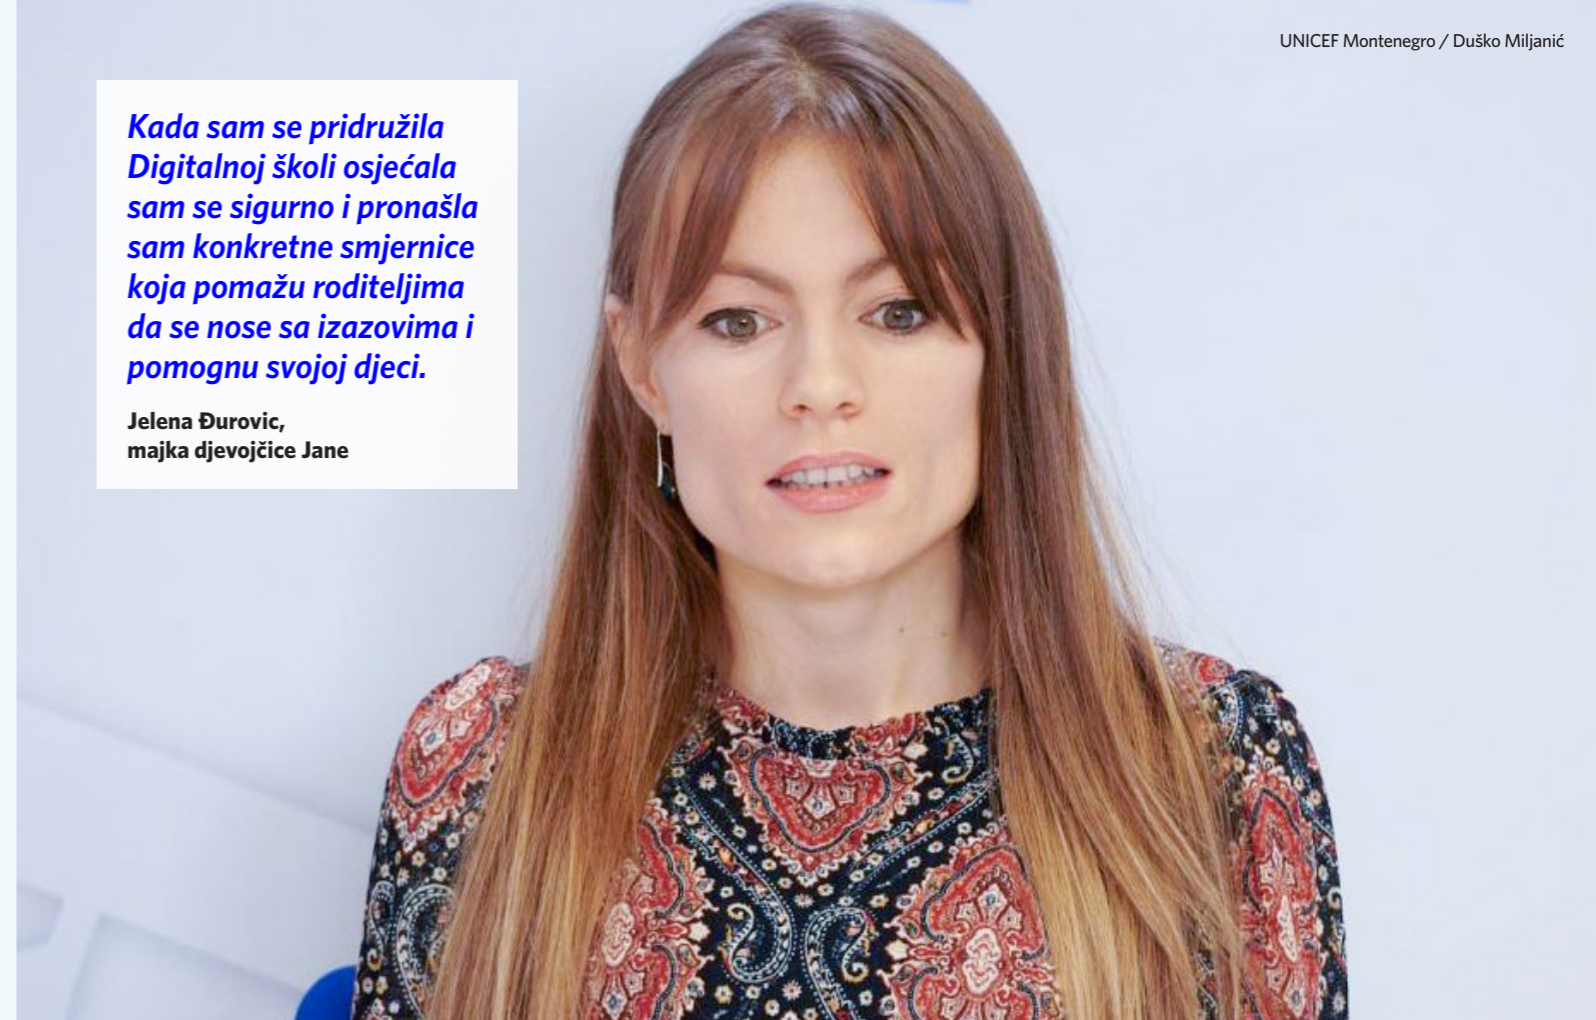 UNICEF Montenegro / Duško Miljanić
Kada sam se pridružila
Digitalnoj školi osjećala
sam se sigurno i pronašla
sam konkretne smjernice
koja pomažu roditeljima
da se nose sa izazovima i
pomognu svojoj djeci.
Jelena Đurovic,
majka djevojčice Jane